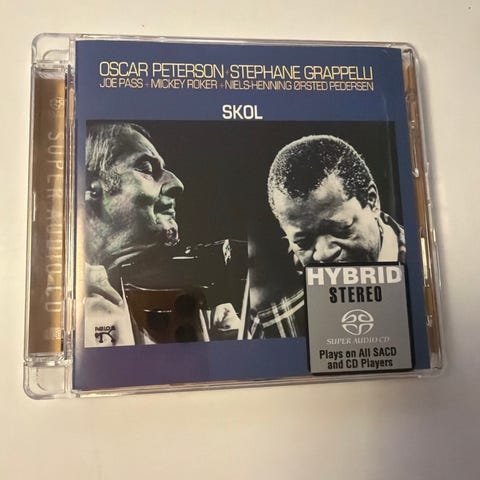 OSCAR PETERSON + STEPHANE GRAPPELLI
JOE PASS + MICKEY ROKER + NIELS-HENNING ØRSTED PEDERSEN
SKOL
PABLO
HYBRID
STEREO
SUPER AUDIO CD
Plays on All SACD
and CD Players
SUPER AUDIO CD